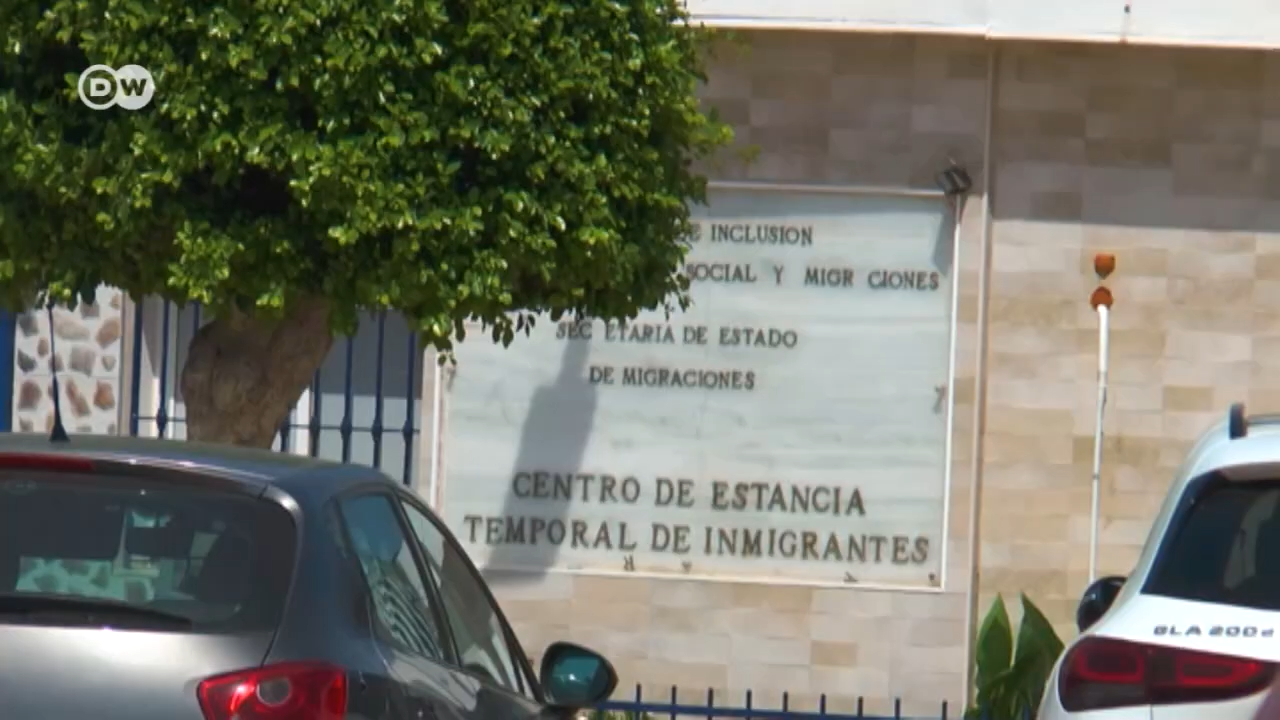 DW
DE INCLUSION
SOCIAL Y MIGR CIONES
SEC ETARIA DE ESTADO
DE MIGRACIONES
CENTRO DE ESTANCIA
TEMPORAL DE INMIGRANTES
GLA 200d